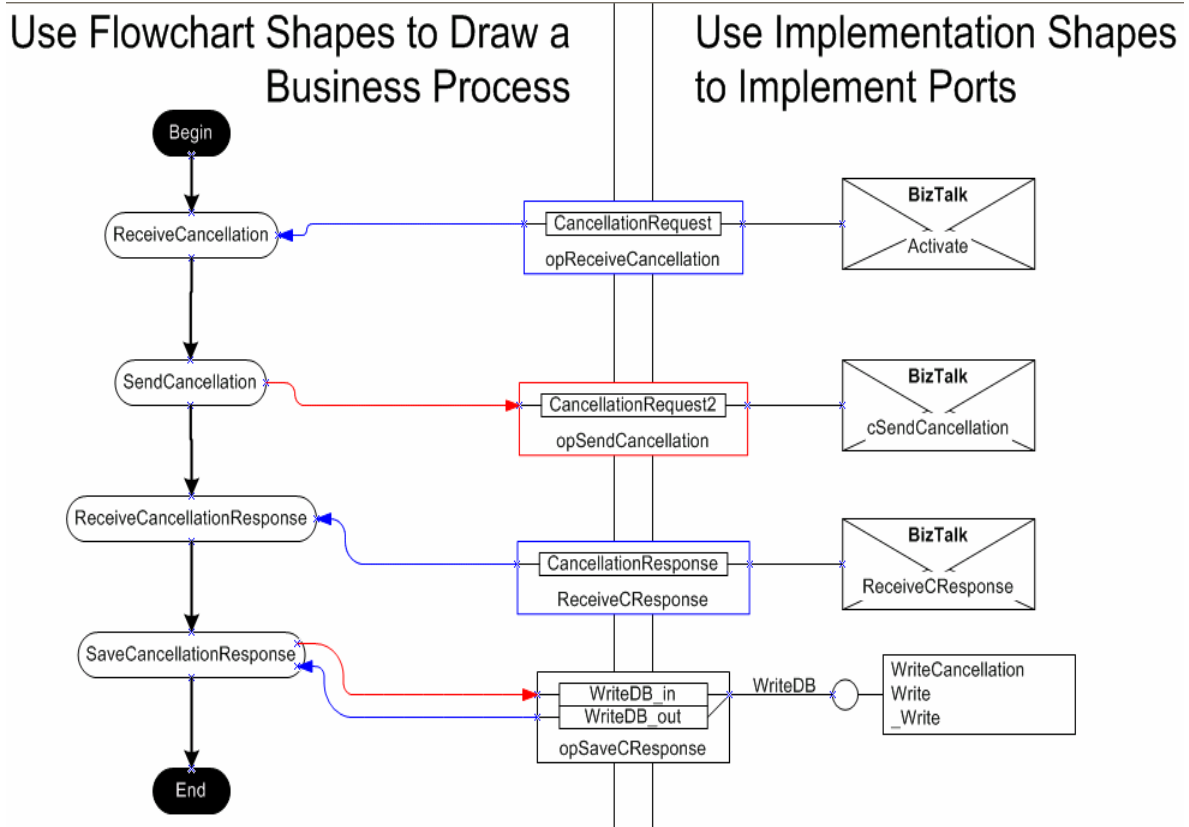 Use Flowchart Shapes to Draw a
Business Process
Use Implementation Shapes
to Implement Ports
Begin
ReceiveCancellation
CancellationRequest
opReceiveCancellation
BizTalk
Activate
SendCancellation
CancellationRequest2
opSendCancellation
BizTalk
cSendCancellation
ReceiveCancellationResponse
CancellationResponse
ReceiveCResponse
BizTalk
ReceiveCResponse
SaveCancellationResponse
WriteDB_in
WriteDB_out
opSaveCResponse
WriteDB
WriteCancellation
Write
_Write
End